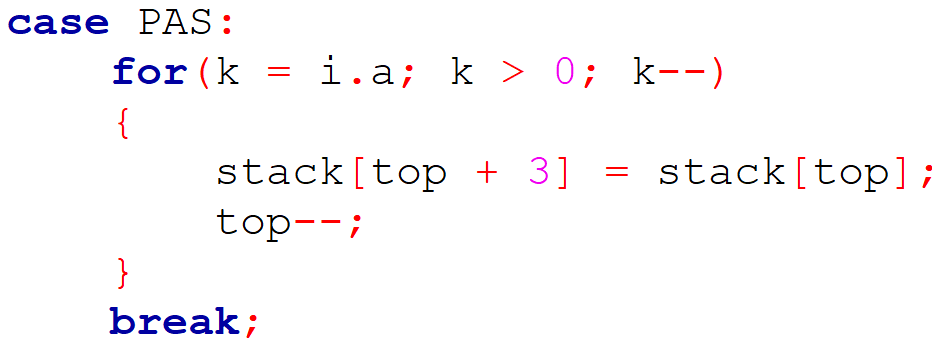 case PAS:
    for(k = i.a; k > 0; k--)
    {
        stack[top + 3] = stack[top];
        top--;
    }
    break;